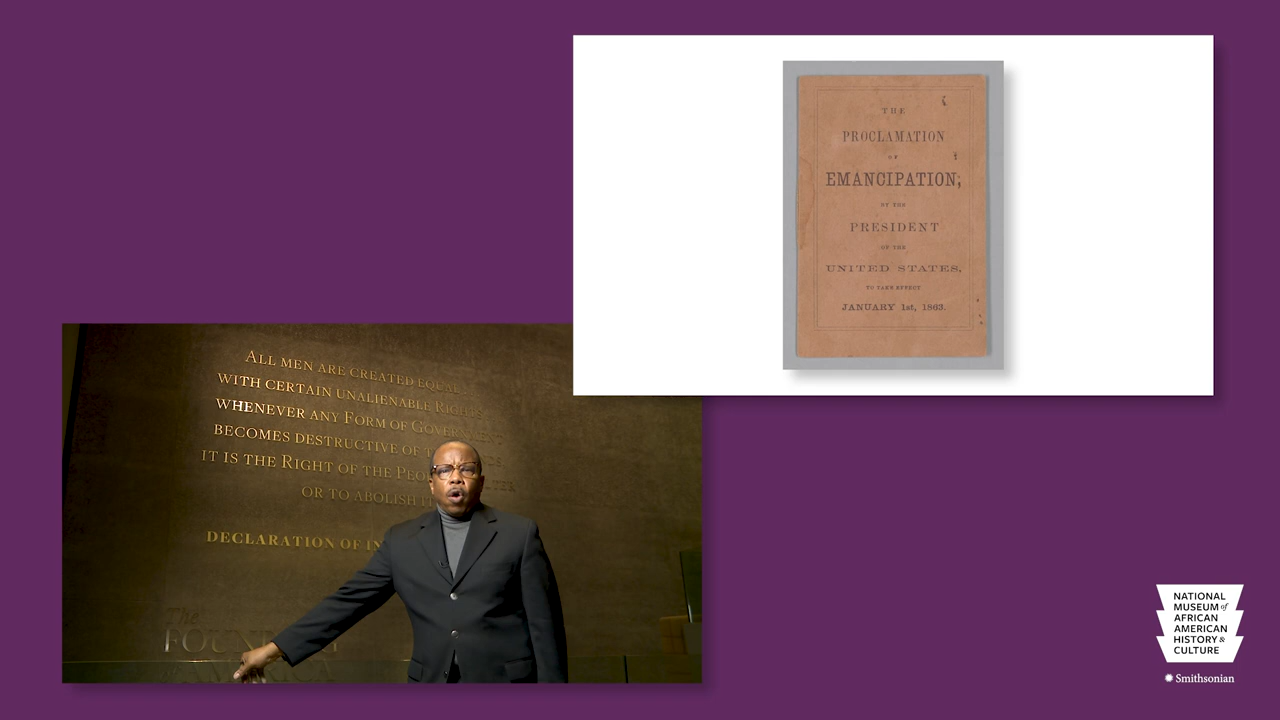 THE
PROCLAMATION
OF
EMANCIPATION;
BY THE
PRESIDENT
OF THE
UNITED STATES,
TO TAKE EFFECT
JANUARY 1st, 1863.
ALL MEN ARE CREATED EQUAL
WITH CERTAIN UNALIENABLE RIGHTS
WHENEVER ANY FORM OF GOVERNMENT
BECOMES DESTRUCTIVE OF
IT IS THE RIGHT OF THE
OR TO ABOLISH
DECLARATION OF
The
NATIONAL
MUSEUM of
AFRICAN
AMERICAN
HISTORY &
CULTURE
Smithsonian